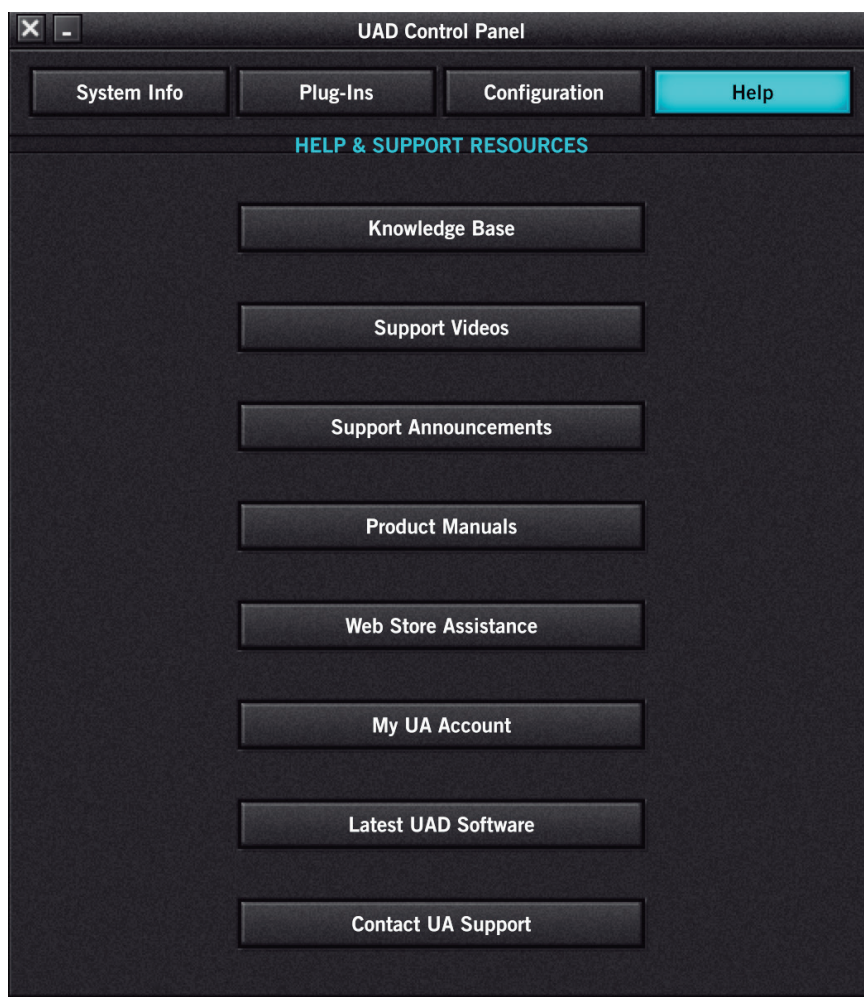 UAD Control Panel
System Info
Plug-Ins
Configuration
Help
HELP & SUPPORT RESOURCES
Knowledge Base
Support Videos
Support Announcements
Product Manuals
Web Store Assistance
My UA Account
Latest UAD Software
Contact UA Support